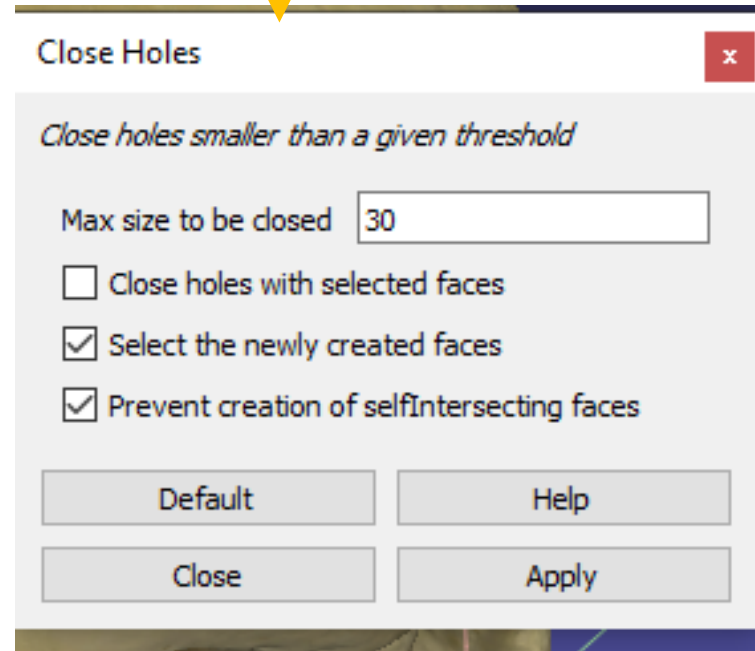 Close Holes
x
Close holes smaller than a given threshold
Max size to be closed 30
Close holes with selected faces
Select the newly created faces
Prevent creation of selfIntersecting faces
Default Help
Close Apply